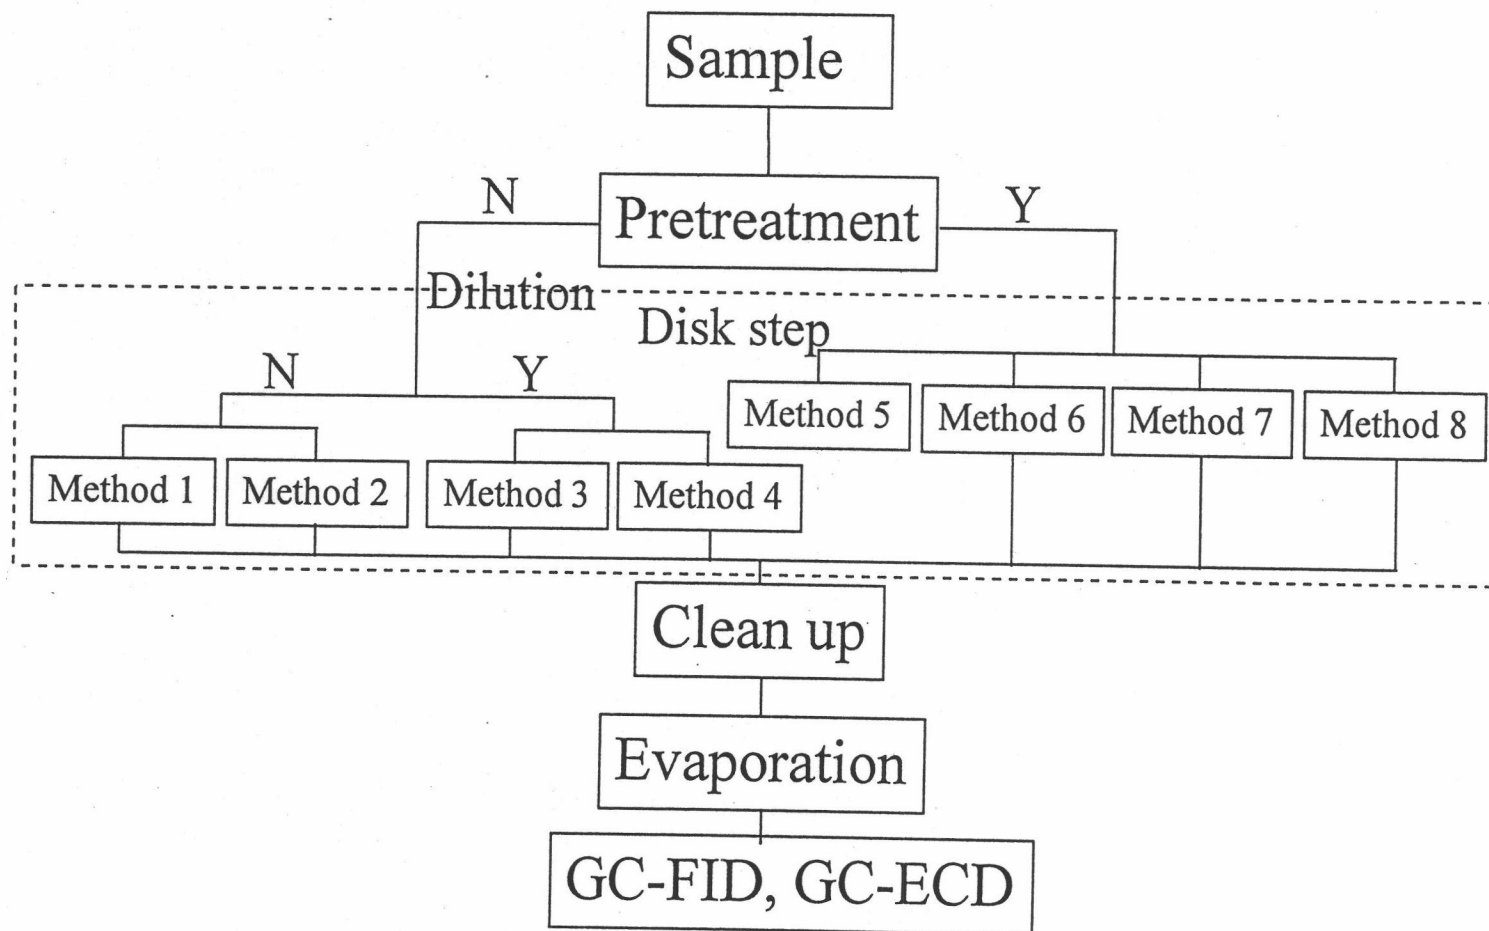 Sample
N
Pretreatment
Y
Dilution
Disk step
N
Y
Method 5
Method 6
Method 7
Method 8
Method 1
Method 2
Method 3
Method 4
Clean up
Evaporation
GC-FID, GC-ECD